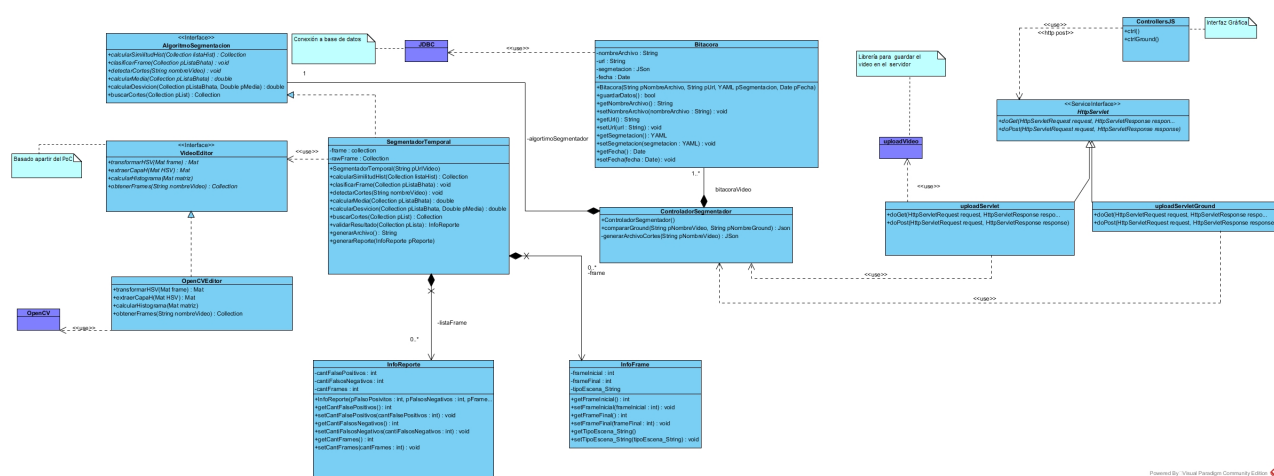 <<Interface>>
AlgoritmoSegmentacion
+calcularSimilitudHist(Collection listaHist) : Collection
+clasificarFrame(Collection pListaBhata) : void
+detectarCortes(String nombreVideo) : void
+calcularMedia(Collection pListaBhata) : double
+calcularDesvicion(Collection pListaBhata, Double pMedia) : double
+buscarCortes(Collection pList) : Collection
Conexión a base de datos
JDBC
<<use>>
1
-algortimoSegmentador
Bitacora
-nombreArchivo : String
-url : String
-segmetacion : JSon
-fecha : Date
+Bitacora(String pNombreArchivo, String pUrl, YAML pSegmentacion, Date pFecha)
+guardarDatos() : bool
+getNombreArchivo() : String
+setNombreArchivo(nombreArchivo : String) : void
+getUrl() : String
+setUrl(url : String) : void
+getSegmetacion() : YAML
+setSegmetacion(segmetacion : YAML) : void
+getFecha() : Date
+setFecha(fecha : Date) : void
1..*
bitacoraVideo
Librería para guardar el
video en el servidor
uploadVideo
<<use>>
<<use>>
<<http post>>
ControllersJS
+ctrl()
+ctrlGround()
Interfaz Gráfica
<<ServiceInterface>>
HttpServlet
+doGet(HttpServletRequest request, HttpServletResponse respon...
+doPost(HttpServletRequest request, HttpServletResponse response)
uploadServlet
+doGet(HttpServletRequest request, HttpServletResponse respo...
+doPost(HttpServletRequest request, HttpServletResponse response)
uploadServletGround
+doGet(HttpServletRequest request, HttpServletResponse respo...
+doPost(HttpServletRequest request, HttpServletResponse response)
<<use>>
<<use>>
Basado apartir del PoC
<<Interface>>
VideoEditor
+transformarHSV(Mat frame) : Mat
+extraerCapaH(Mat HSV) : Mat
+calcularHistograma(Mat matriz)
+obtenerFrames(String nombreVideo) : Collection
<<use>>
SegmentadorTemporal
-frame : collection
-rawFrame : Collection
+SegmentadorTemporal(String pUrlVideo)
+calcularSimilitudHist(Collection listaHist) : Collection
+clasificarFrame(Collection pListaBhata) : void
+detectarCortes(String nombreVideo) : void
+calcularMedia(Collection pListaBhata) : double
+calcularDesvicion(Collection pListaBhata, Double pMedia) : double
+buscarCortes(Collection pList) : Collection
+validarResultado(Collection pLista) : InfoReporte
+generarArchivo() : String
+generarReporte(InfoReporte pReporte)
ControladorSegmentador
+ControladorSegmentador()
+compararGround(String pNombreVideo, String pNombreGround) : Json
-generarArchivoCortes(String pNombreVideo) : JSon
0..*
-frame
OpenCVEditor
+transformarHSV(Mat frame) : Mat
+extraerCapaH(Mat HSV) : Mat
+calcularHistograma(Mat matriz)
+obtenerFrames(String nombreVideo) : Collection
OpenCV
<<use>>
-listaFrame
0..*
InfoReporte
-cantFalsePositivos : int
-cantiFalsosNegativos : int
-cantFrames : int
+InfoReporte(pFalsoPosivitos : int, pFalsosNegativos : int, pFrame...
+getCantFalsePositivos() : int
+setCantFalsePositivos(cantFalsePositivos : int) : void
+getCantiFalsosNegativos() : int
+setCantiFalsosNegativos(cantiFalsosNegativos : int) : void
+getCantFrames() : int
+setCantFrames(cantFrames : int) : void
InfoFrame
-frameInicial : int
-frameFinal : int
-tipoEscena_String
+getFrameInicial() : int
+setFrameInicial(frameInicial : int) : void
+getFrameFinal() : int
+setFrameFinal(frameFinal : int) : void
+getTipoEscena_String()
+setTipoEscena_String(tipoEscena_String) : void
Powered By Visual Paradigm Community Edition